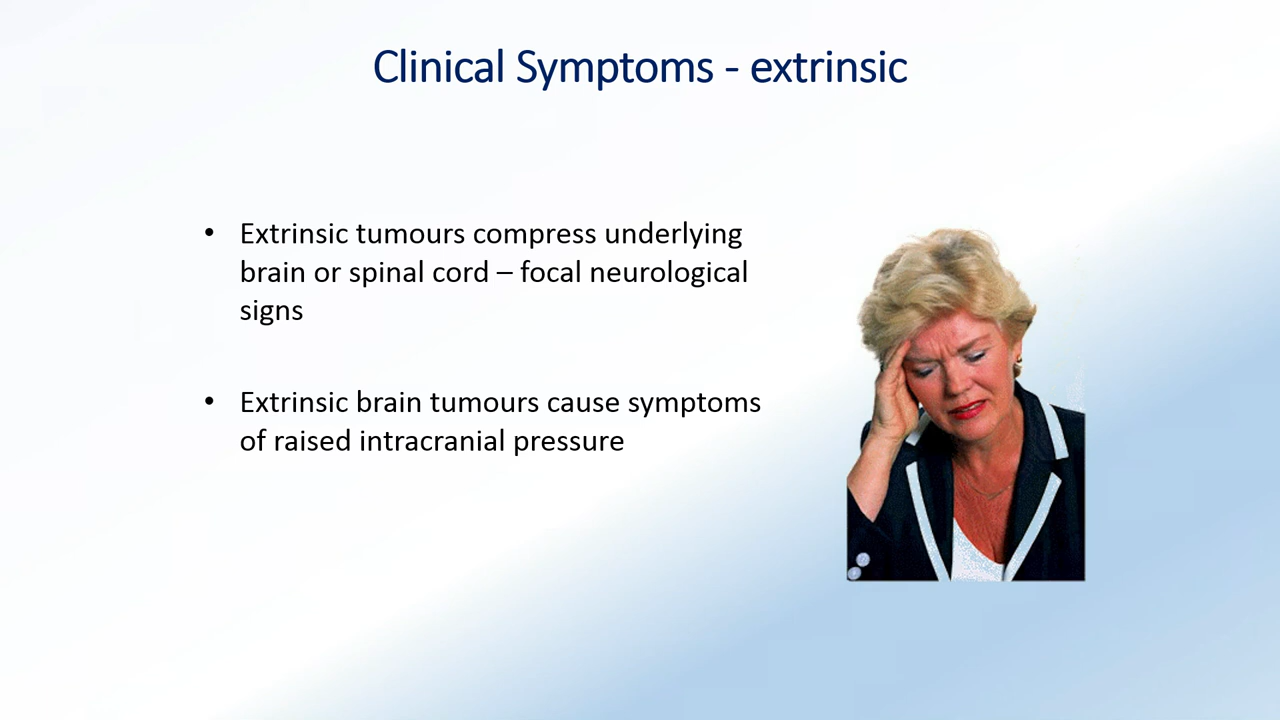 Clinical Symptoms - extrinsic
• Extrinsic tumours compress underlying
brain or spinal cord – focal neurological
signs
• Extrinsic brain tumours cause symptoms
of raised intracranial pressure